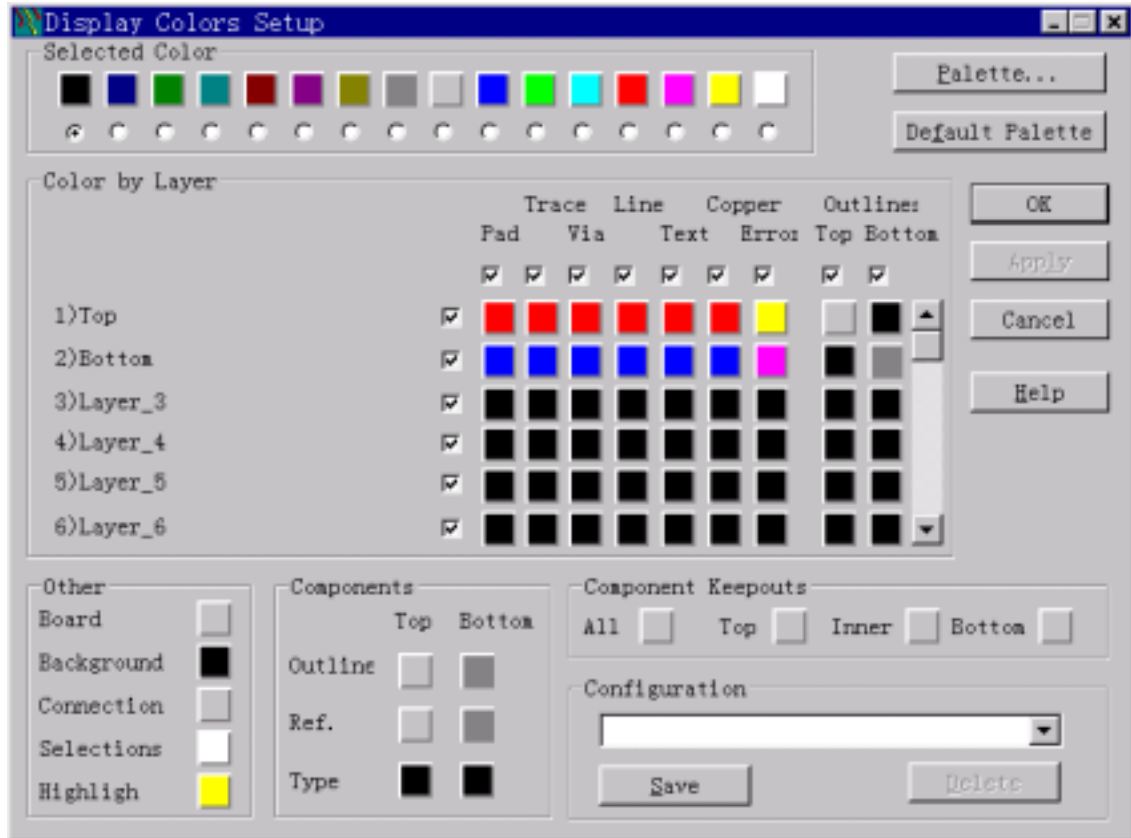 Display Colors Setup
Selected Color
Palette...
Default Palette
Color by Layer
Trace Line Copper Outlines
Pad Via Text Error Top Bottom
OK
Apply
1)Top
Cancel
2)Bottom
3)Layer_3
Help
4)Layer_4
5)Layer_5
6)Layer_6
Other
Board
Background
Connection
Selections
Highligh
Components
Top Bottom
Outline
Ref.
Type
Component Keepouts
All Top Inner Bottom
Configuration
Save Delete